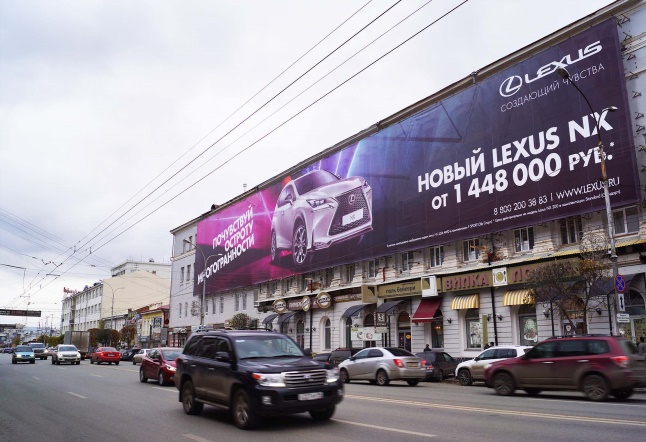 LEXUS
СОЗДАЮЩИЙ ЧУВСТВА
НОВЫЙ LEXUS NX
ОТ 1 448 000 РУБ.*
8 800 200 38 83 / WWW.LEXUS.RU
ПОЧУВСТВУЙ
ОСТРОТУ
МНОГОГРАННОСТИ
ВИЛКА